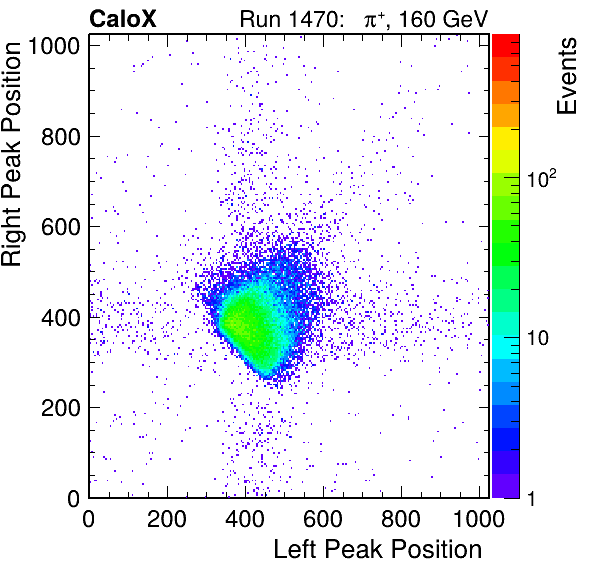 CaloX Run 1470: π⁺, 160 GeV
Right Peak Position
1000
800
600
400
200
0
0 200 400 600 800 1000
Left Peak Position
Events
10²
10
1